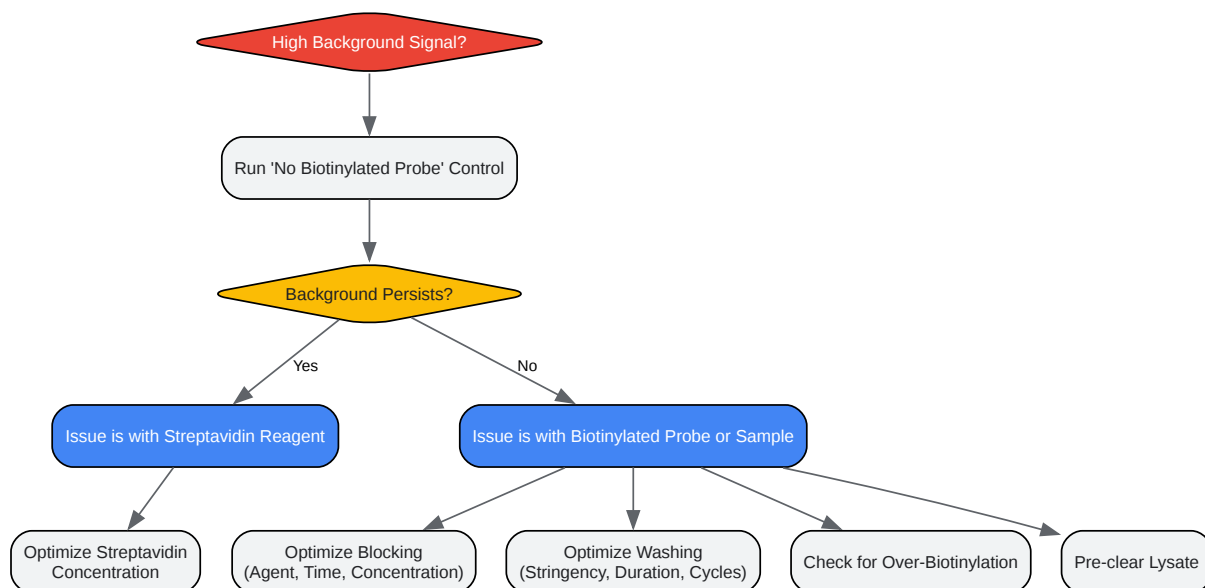 High Background Signal?
Run 'No Biotinylated Probe' Control
Background Persists?
Yes
No
Issue is with Streptavidin Reagent
Issue is with Biotinylated Probe or Sample
Optimize Streptavidin
Concentration
Optimize Blocking
(Agent, Time, Concentration)
Optimize Washing
(Stringency, Duration, Cycles)
Check for Over-Biotinylation
Pre-clear Lysate